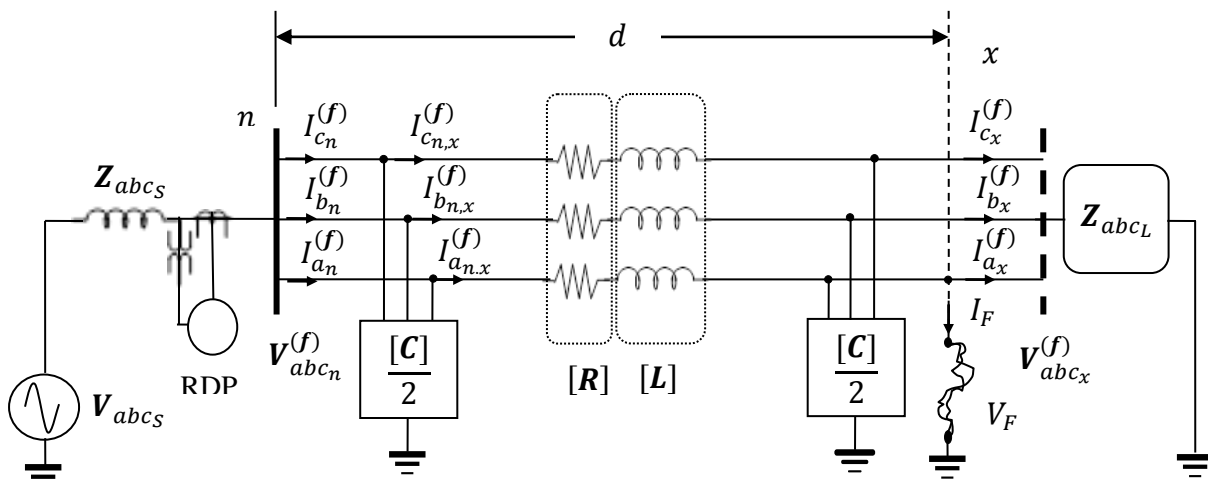 d
x
n
I_{c_n}^{(f)} I_{c_{n,x}}^{(f)} I_{c_x}^{(f)}
Z_{abc_S} I_{b_n}^{(f)} I_{b_{n,x}}^{(f)} I_{b_x}^{(f)} Z_{abc_L}
I_{a_n}^{(f)} I_{a_{n.x}}^{(f)} I_{a_x}^{(f)}
I_F
V_{abc_n}^{(f)} [C]/2 [R] [L] [C]/2 V_{abc_x}^{(f)}
RDP
V_{abc_S} V_F